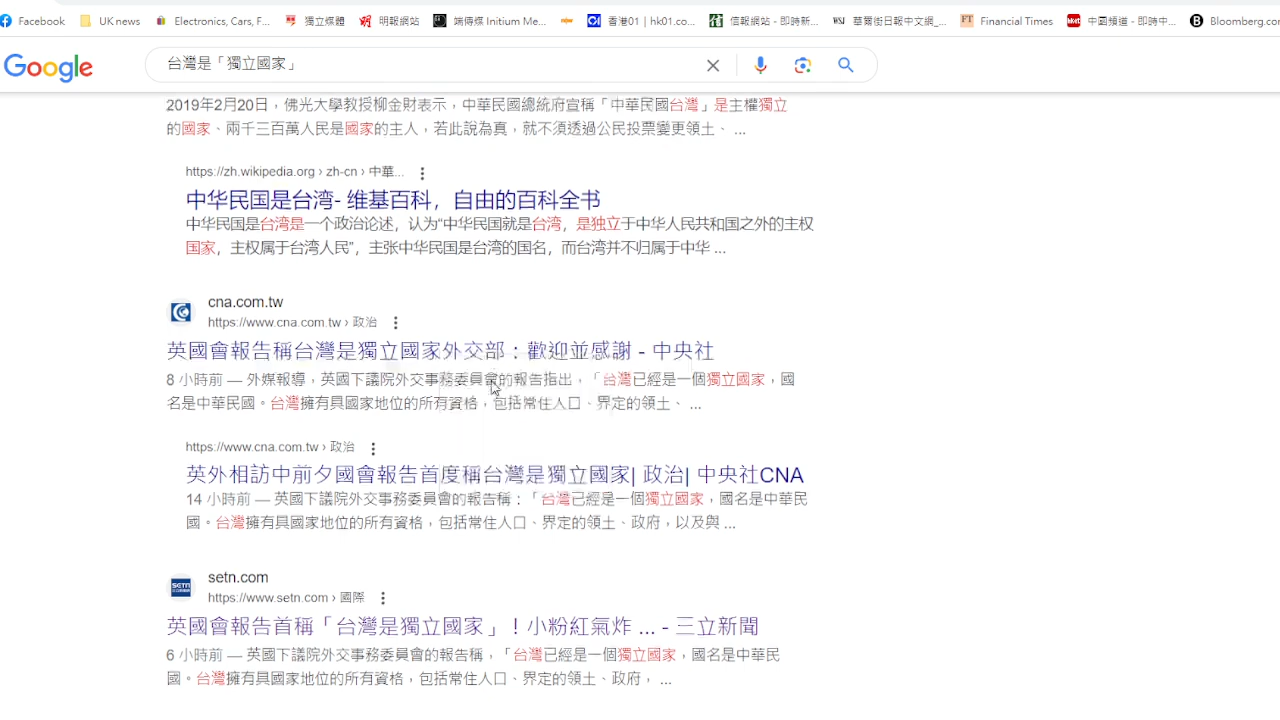 Facebook UK news Electronics, Cars, F... 獨立媒體 明報網站 端傳媒 Initium Me... 香港01 | hk01.co... 信報網站 - 即時新... 華爾街日報中文網_... Financial Times 中國頻道 - 即時中... Bloomberg.com
Google 台灣是「獨立國家」
2019年2月20日，佛光大學教授柳金財表示，中華民國總統府宣稱「中華民國台灣」是主權獨立
的國家、兩千三百萬人民是國家的主人，若此說為真，就不須透過公民投票變更領土、 ...
https://zh.wikipedia.org › zh-cn › 中華...
中华民国是台湾- 维基百科，自由的百科全书
中华民国是台湾是一个政治论述，认为“中华民国就是台湾，是独立于中华人民共和国之外的主权
国家，主权属于台湾人民”，主张中华民国是台湾的国名，而台湾并不归属于中华 ...
cna.com.tw
https://www.cna.com.tw › 政治
英國會報告稱台灣是獨立國家外交部：歡迎並感謝 - 中央社
8 小時前 — 外媒報導，英國下議院外交事務委員會的報告指出，「台灣已經是一個獨立國家，國
名是中華民國。台灣擁有具國家地位的所有資格，包括常住人口、界定的領土、 ...
https://www.cna.com.tw › 政治
英外相訪中前夕國會報告首度稱台灣是獨立國家| 政治| 中央社CNA
14 小時前 — 英國下議院外交事務委員會的報告稱：「台灣已經是一個獨立國家，國名是中華民
國。台灣擁有具國家地位的所有資格，包括常住人口、界定的領土、政府，以及與 ...
SETN
setn.com
https://www.setn.com › 國際
英國會報告首稱「台灣是獨立國家」！小粉紅氣炸 ... - 三立新聞
6 小時前 — 英國下議院外交事務委員會的報告稱，「台灣已經是一個獨立國家，國名是中華民
國。台灣擁有具國家地位的所有資格，包括常住人口、界定的領土、政府， ...